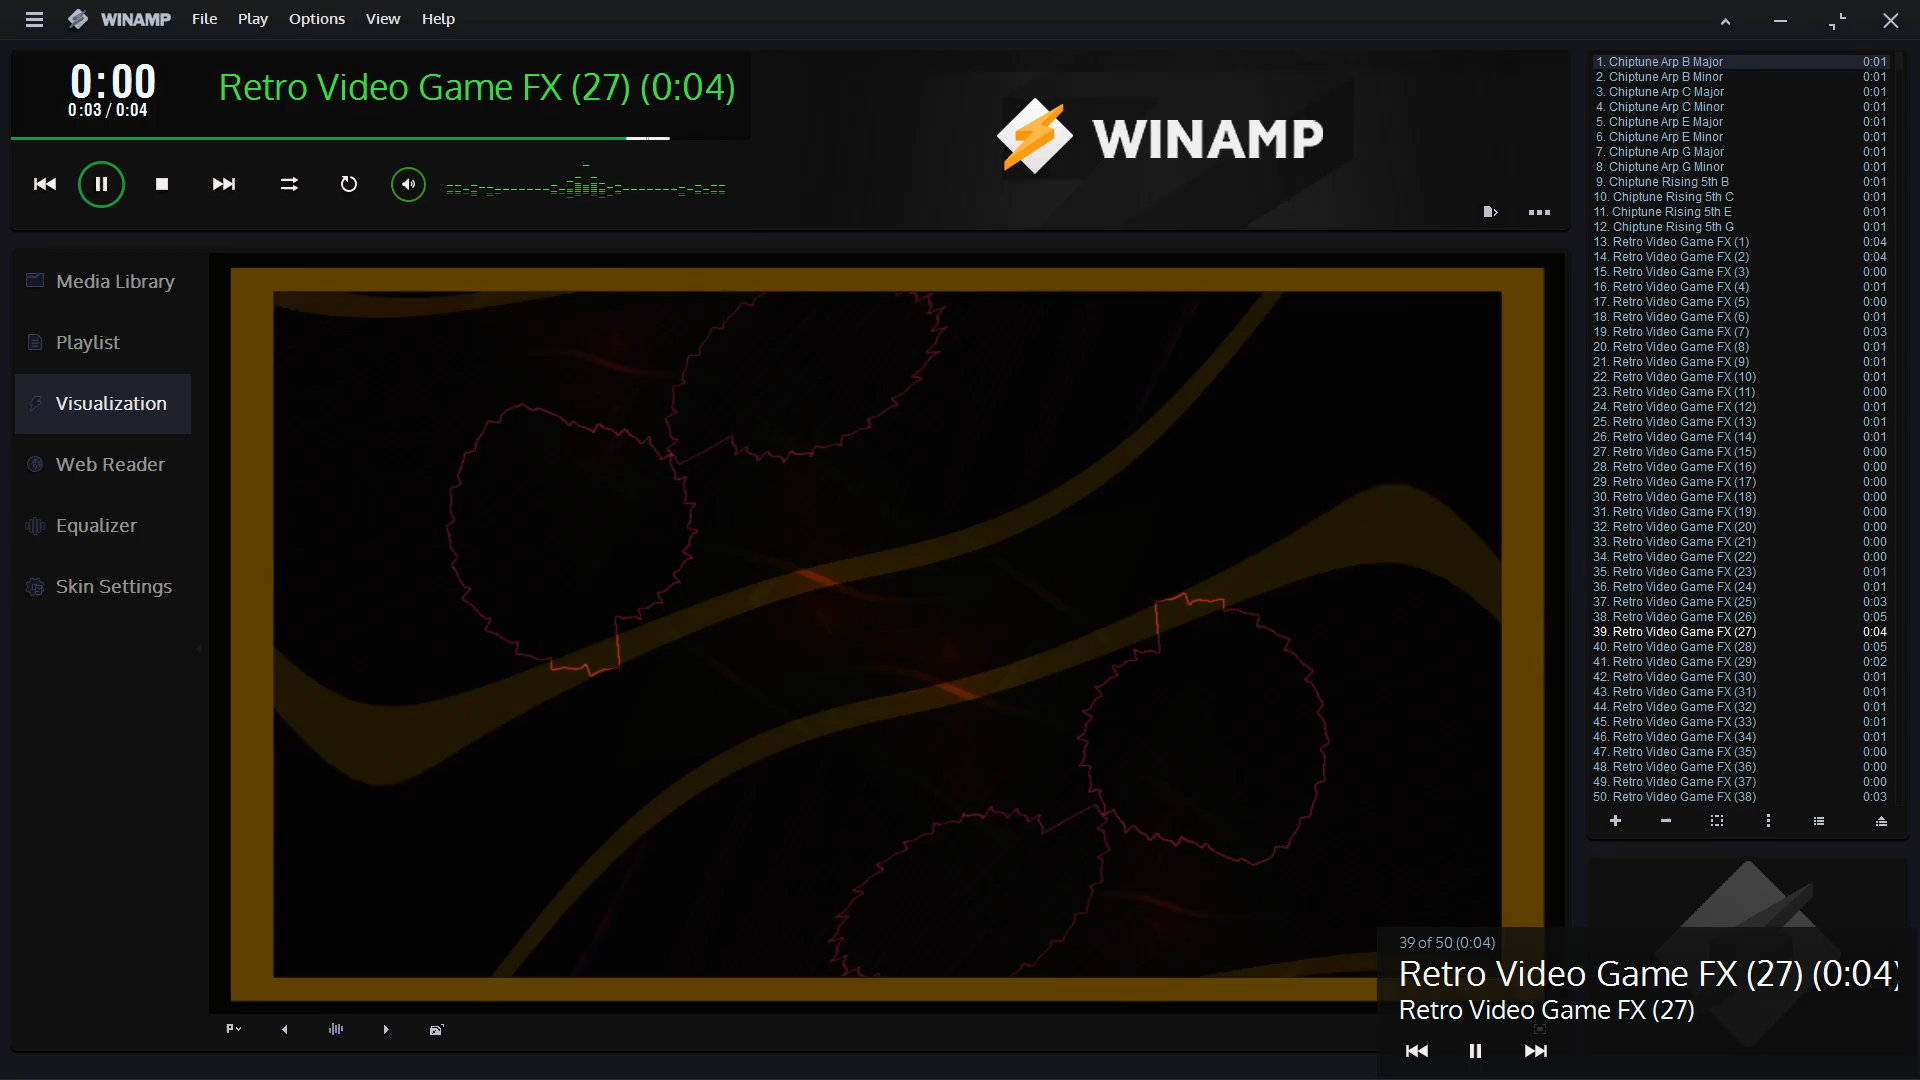 WINAMP File Play Options View Help
0:00
0:03 / 0:04
Retro Video Game FX (27) (0:04)
WINAMP
Media Library
Playlist
Visualization
Web Reader
Equalizer
Skin Settings
1. Chiptune Arp B Major 0:01
2. Chiptune Arp B Minor 0:01
3. Chiptune Arp C Major 0:01
4. Chiptune Arp C Minor 0:01
5. Chiptune Arp E Major 0:01
6. Chiptune Arp E Minor 0:01
7. Chiptune Arp G Major 0:01
8. Chiptune Arp G Minor 0:01
9. Chiptune Rising 5th B 0:01
10. Chiptune Rising 5th C 0:01
11. Chiptune Rising 5th E 0:01
12. Chiptune Rising 5th G 0:01
13. Retro Video Game FX (1) 0:04
14. Retro Video Game FX (2) 0:04
15. Retro Video Game FX (3) 0:00
16. Retro Video Game FX (4) 0:01
17. Retro Video Game FX (5) 0:00
18. Retro Video Game FX (6) 0:01
19. Retro Video Game FX (7) 0:03
20. Retro Video Game FX (8) 0:01
21. Retro Video Game FX (9) 0:01
22. Retro Video Game FX (10) 0:01
23. Retro Video Game FX (11) 0:00
24. Retro Video Game FX (12) 0:01
25. Retro Video Game FX (13) 0:01
26. Retro Video Game FX (14) 0:01
27. Retro Video Game FX (15) 0:00
28. Retro Video Game FX (16) 0:00
29. Retro Video Game FX (17) 0:00
30. Retro Video Game FX (18) 0:00
31. Retro Video Game FX (19) 0:00
32. Retro Video Game FX (20) 0:00
33. Retro Video Game FX (21) 0:00
34. Retro Video Game FX (22) 0:00
35. Retro Video Game FX (23) 0:01
36. Retro Video Game FX (24) 0:01
37. Retro Video Game FX (25) 0:03
38. Retro Video Game FX (26) 0:05
39. Retro Video Game FX (27) 0:04
40. Retro Video Game FX (28) 0:05
41. Retro Video Game FX (29) 0:02
42. Retro Video Game FX (30) 0:01
43. Retro Video Game FX (31) 0:01
44. Retro Video Game FX (32) 0:01
45. Retro Video Game FX (33) 0:01
46. Retro Video Game FX (34) 0:01
47. Retro Video Game FX (35) 0:00
48. Retro Video Game FX (36) 0:00
49. Retro Video Game FX (37) 0:00
50. Retro Video Game FX (38) 0:03
39 of 50 (0:04)
Retro Video Game FX (27) (0:04)
Retro Video Game FX (27)
P